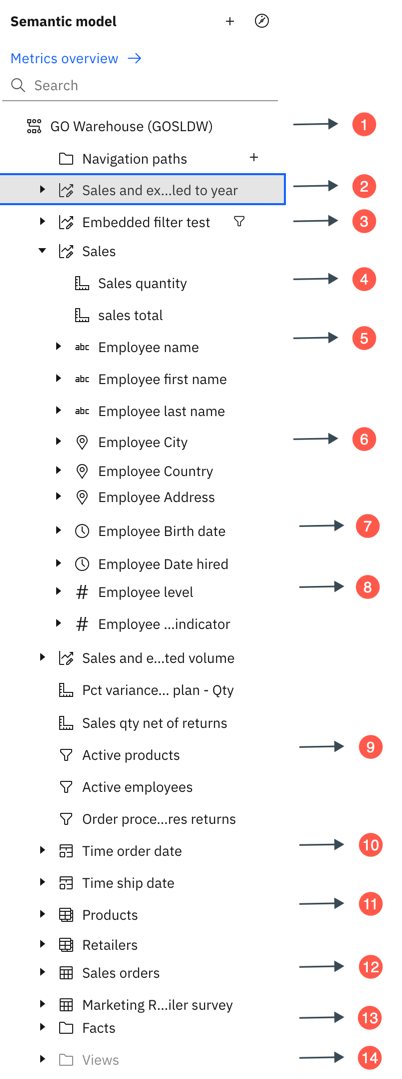 Semantic model
Metrics overview
Search
GO Warehouse (GOSLDW) 1
Navigation paths
Sales and ex...led to year 2
Embedded filter test 3
Sales
Sales quantity 4
sales total
abc Employee name 5
abc Employee first name
abc Employee last name
Employee City 6
Employee Country
Employee Address
Employee Birth date 7
Employee Date hired
# Employee level 8
# Employee ...indicator
Sales and e...ted volume
Pct variance... plan - Qty
Sales qty net of returns
Active products 9
Active employees
Order proce...res returns
Time order date 10
Time ship date
Products 11
Retailers
Sales orders 12
Marketing R...iler survey
Facts 13
Views 14